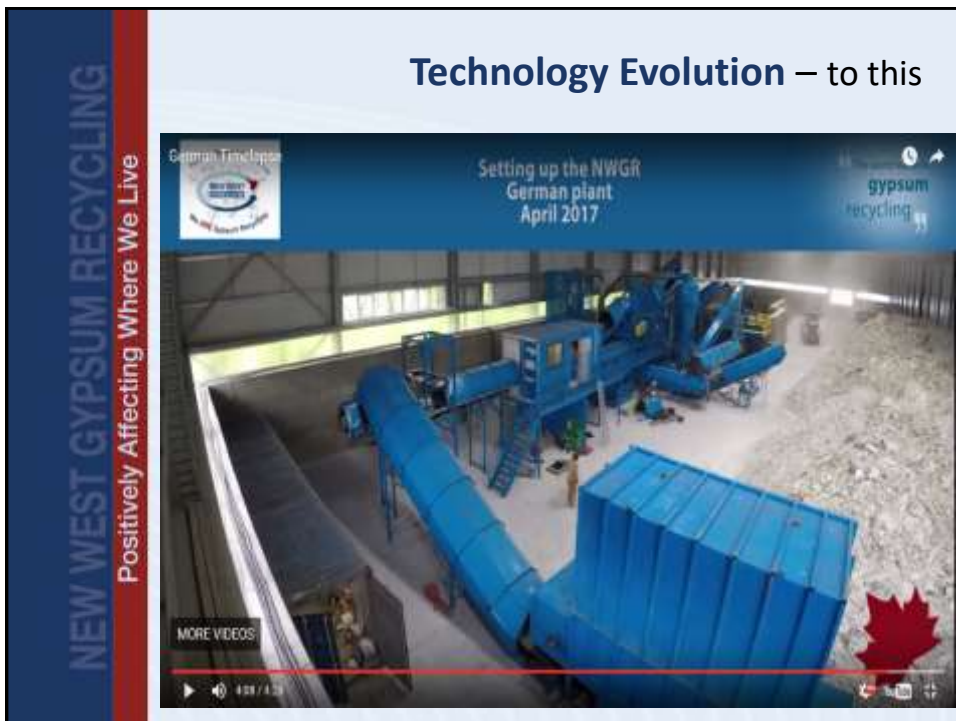 Technology Evolution – to this
NEW WEST GYPSUM RECYCLING
Positively Affecting Where We Live
German Timelapse
Setting up the NWGR
German plant
April 2017
gypsum
recycling
MORE VIDEOS
YouTube